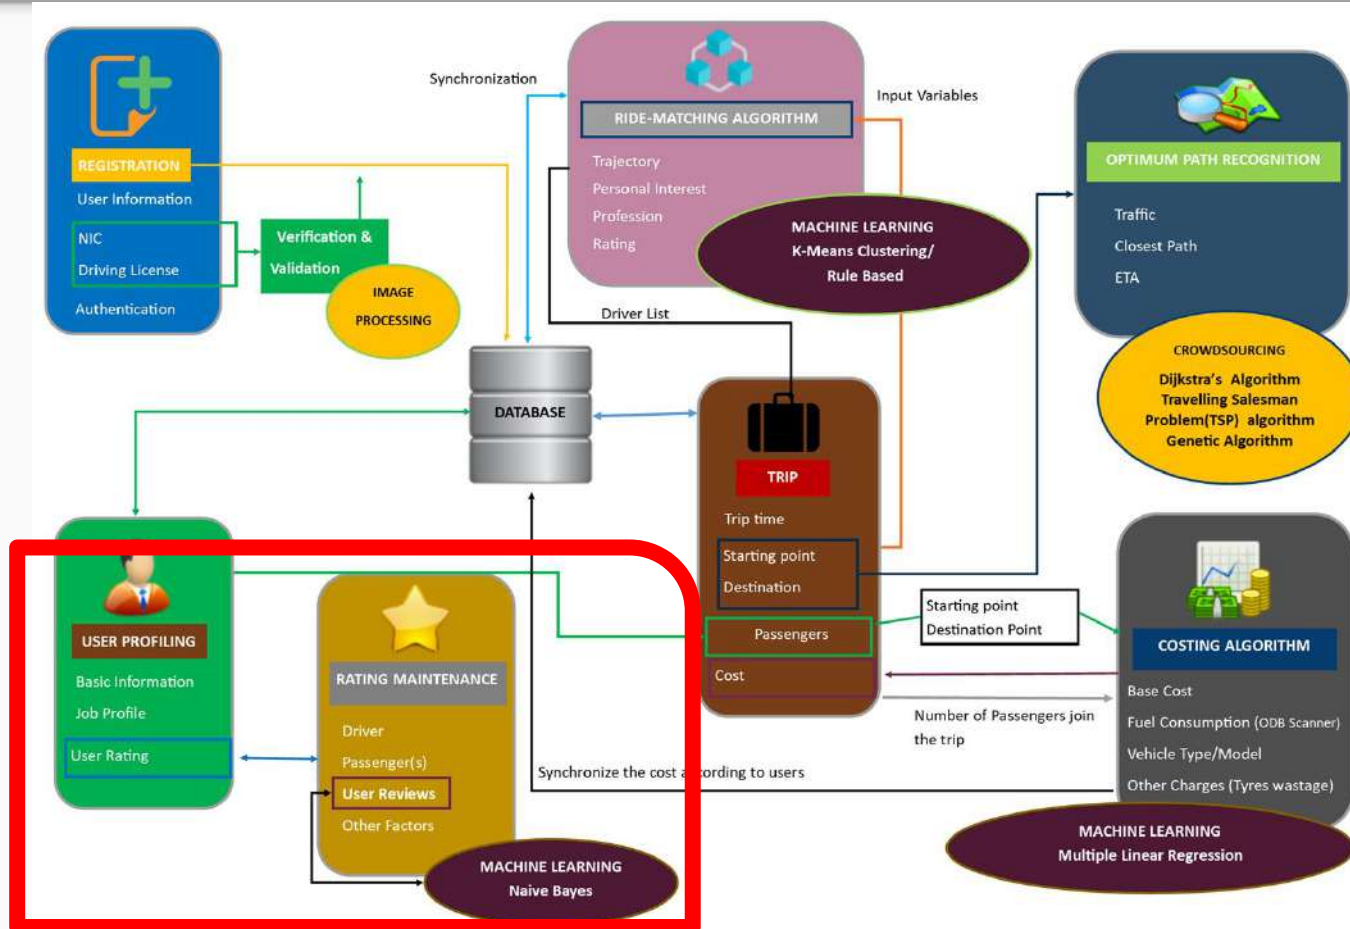 Synchronization
Input Variables
REGISTRATION
User Information
NIC
Driving License
Authentication
Verification &
Validation
IMAGE
PROCESSING
RIDE-MATCHING ALGORITHM
Trajectory
Personal Interest
Profession
Rating
MACHINE LEARNING
K-Means Clustering/
Rule Based
OPTIMUM PATH RECOGNITION
Traffic
Closest Path
ETA
CROWDSOURCING
Dijkstra's Algorithm
Travelling Salesman
Problem(TSP) algorithm
Genetic Algorithm
Driver List
DATABASE
TRIP
Trip time
Starting point
Destination
Passengers
Cost
Starting point
Destination Point
Number of Passengers join
the trip
Synchronize the cost according to users
USER PROFILING
Basic Information
Job Profile
User Rating
RATING MAINTENANCE
Driver
Passenger(s)
User Reviews
Other Factors
MACHINE LEARNING
Naive Bayes
COSTING ALGORITHM
Base Cost
Fuel Consumption (ODB Scanner)
Vehicle Type/Model
Other Charges (Tyres wastage)
MACHINE LEARNING
Multiple Linear Regression